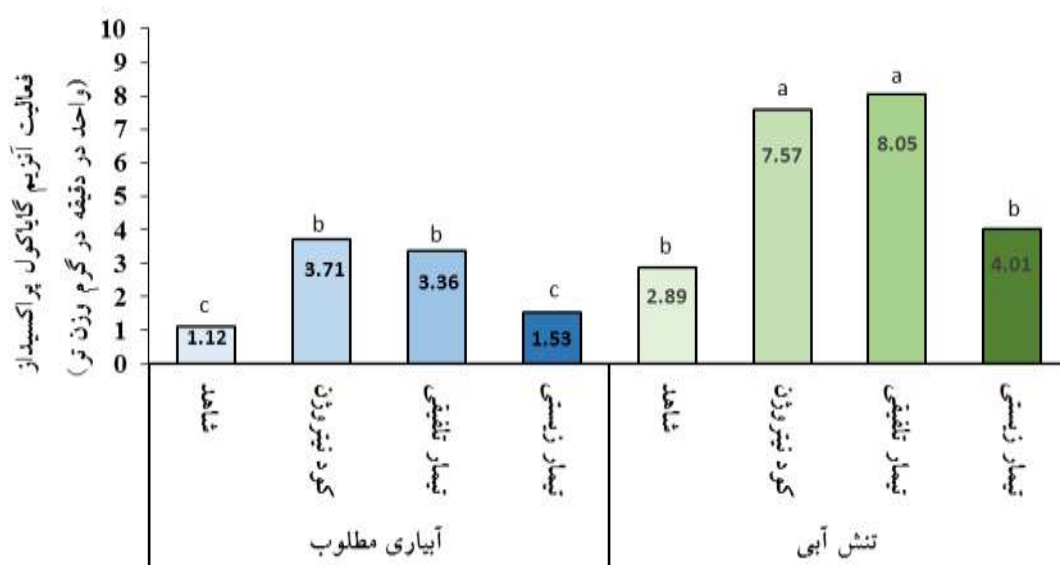 فعالیت آنزیم گایاکول پراکسیداز
(واحد در دقیقه در گرم وزن تر)
10
9
8
7
6
5
4
3
2
1
0
c
1.12
b
3.71
b
3.36
c
1.53
b
2.89
a
7.57
a
8.05
b
4.01
شاهد
کود نیتروژن
تیمار تلفیقی
تیمار زیستی
شاهد
کود نیتروژن
تیمار تلفیقی
تیمار زیستی
آبیاری مطلوب
تنش آبی